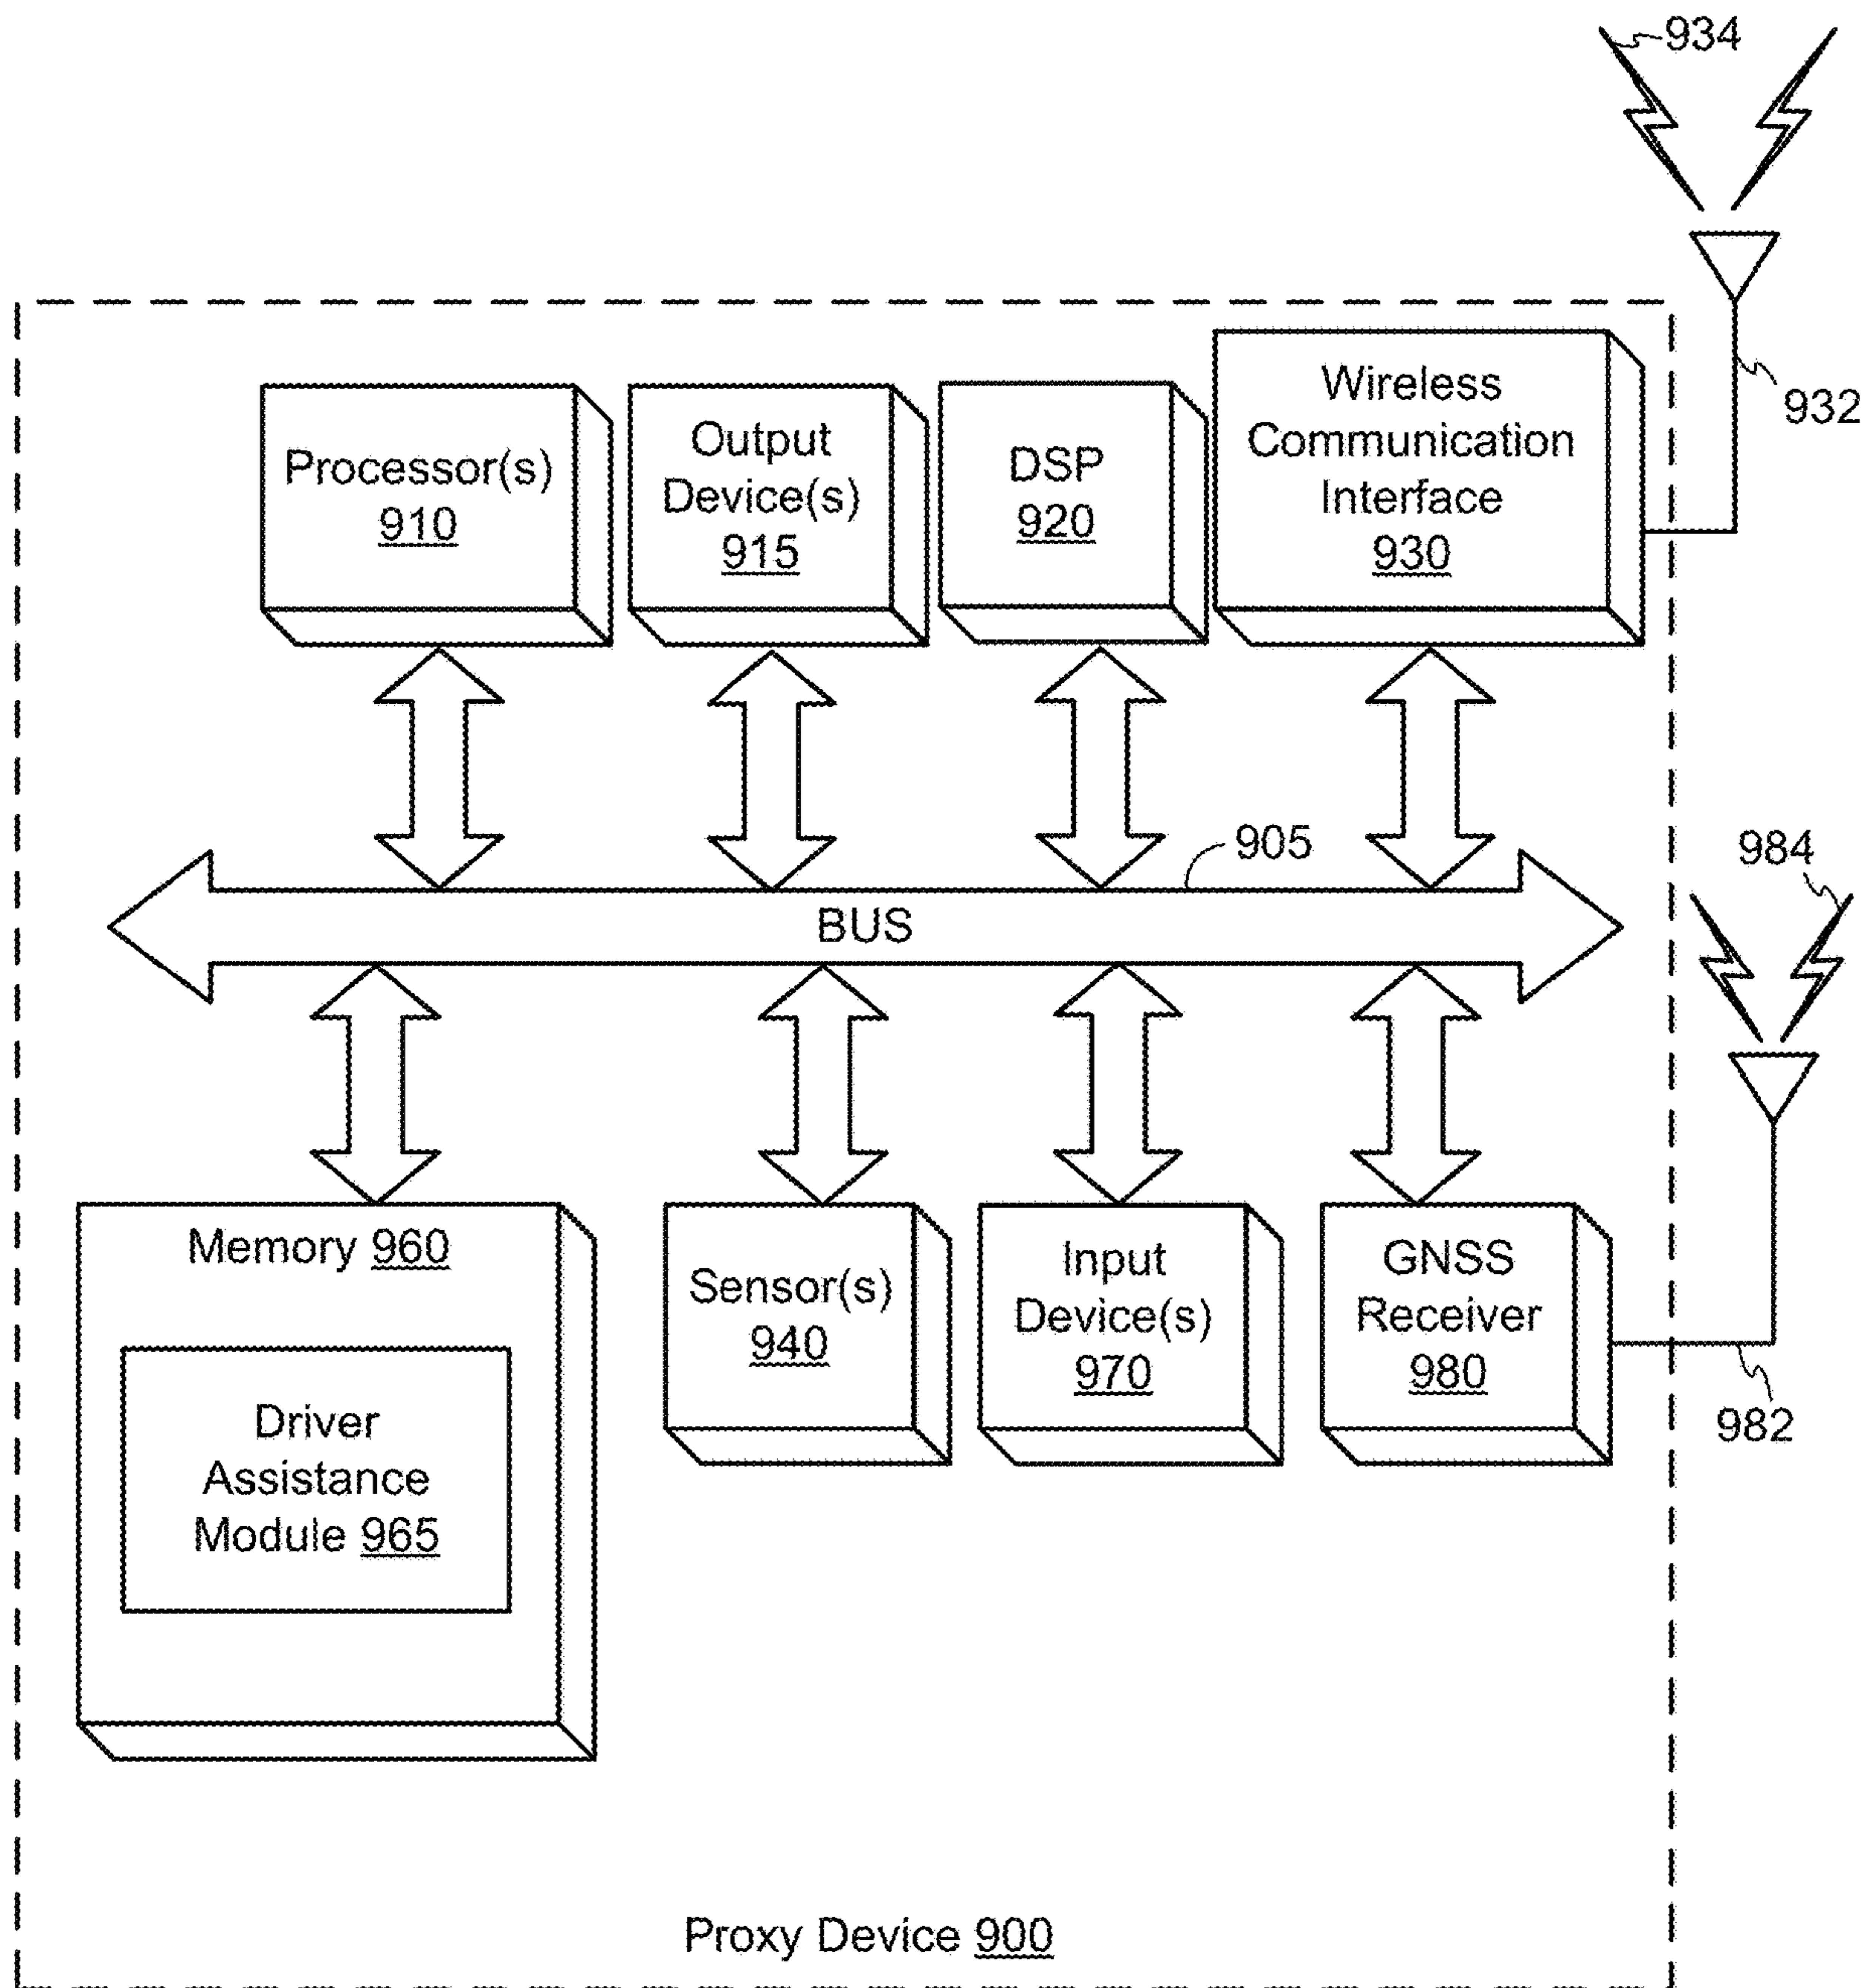 934
932
Processor(s)
910
Output
Device(s)
915
DSP
920
Wireless
Communication
Interface
930
905
BUS
984
Memory 960
Driver
Assistance
Module 965
Sensor(s)
940
Input
Device(s)
970
GNSS
Receiver
980
982
Proxy Device 900